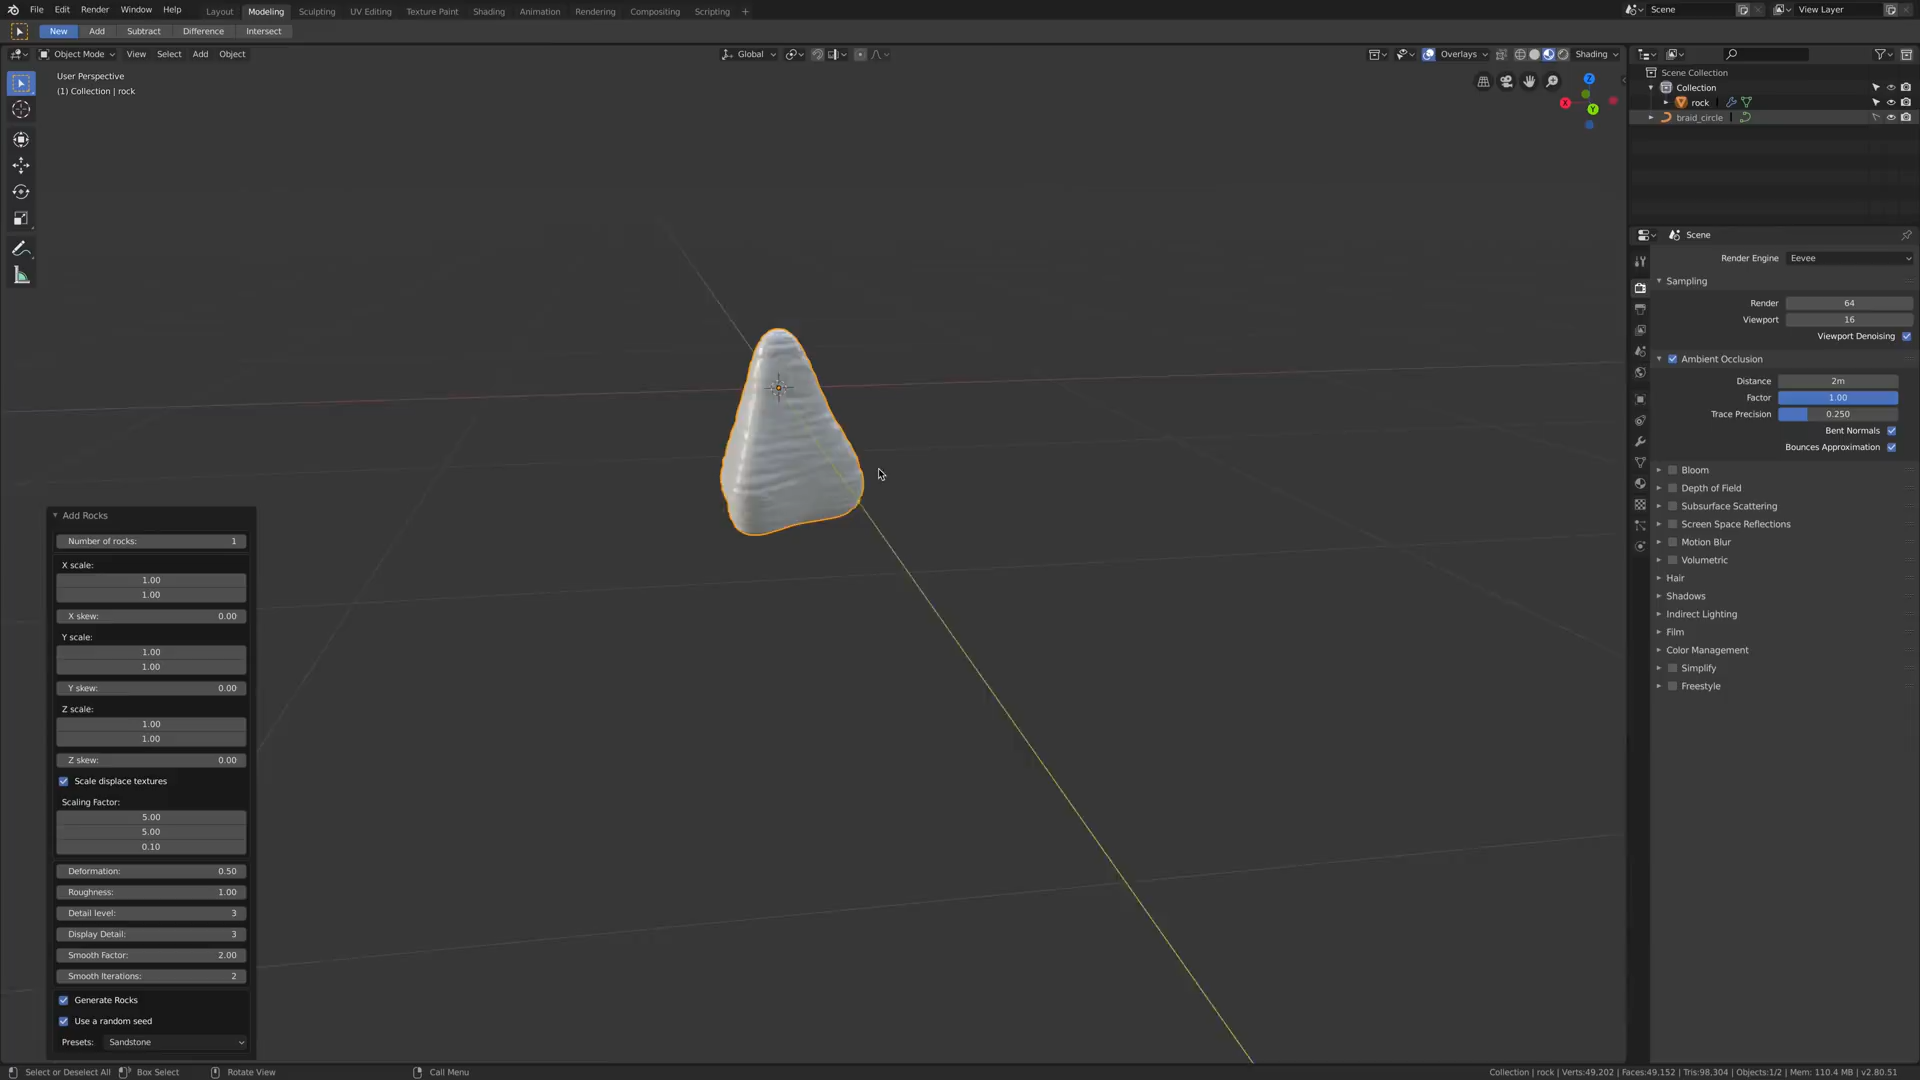 File Edit Render Window Help
Layout Modeling Sculpting UV Editing Texture Paint Shading Animation Rendering Compositing Scripting +
Scene
View Layer
New Add Subtract Difference Intersect
Object Mode View Select Add Object
Global
Overlays
Shading
User Perspective
(1) Collection | rock
Z
X
Y
Scene Collection
Collection
rock
braid_circle
Scene
Render Engine Eevee
Sampling
Render 64
Viewport 16
Viewport Denoising
Ambient Occlusion
Distance 2m
Factor 1.00
Trace Precision 0.250
Bent Normals
Bounces Approximation
Bloom
Depth of Field
Subsurface Scattering
Screen Space Reflections
Motion Blur
Volumetric
Hair
Shadows
Indirect Lighting
Film
Color Management
Simplify
Freestyle
Add Rocks
Number of rocks: 1
X scale:
1.00
1.00
X skew: 0.00
Y scale:
1.00
1.00
Y skew: 0.00
Z scale:
1.00
1.00
Z skew: 0.00
Scale displace textures
Scaling Factor:
5.00
5.00
0.10
Deformation: 0.50
Roughness: 1.00
Detail level: 3
Display Detail: 3
Smooth Factor: 2.00
Smooth Iterations: 2
Generate Rocks
Use a random seed
Presets: Sandstone
Select or Deselect All Box Select Rotate View Call Menu
Collection | rock | Verts:49,202 | Faces:49,152 | Tris:98,304 | Objects:1/2 | Mem: 110.4 MB | v2.80.51